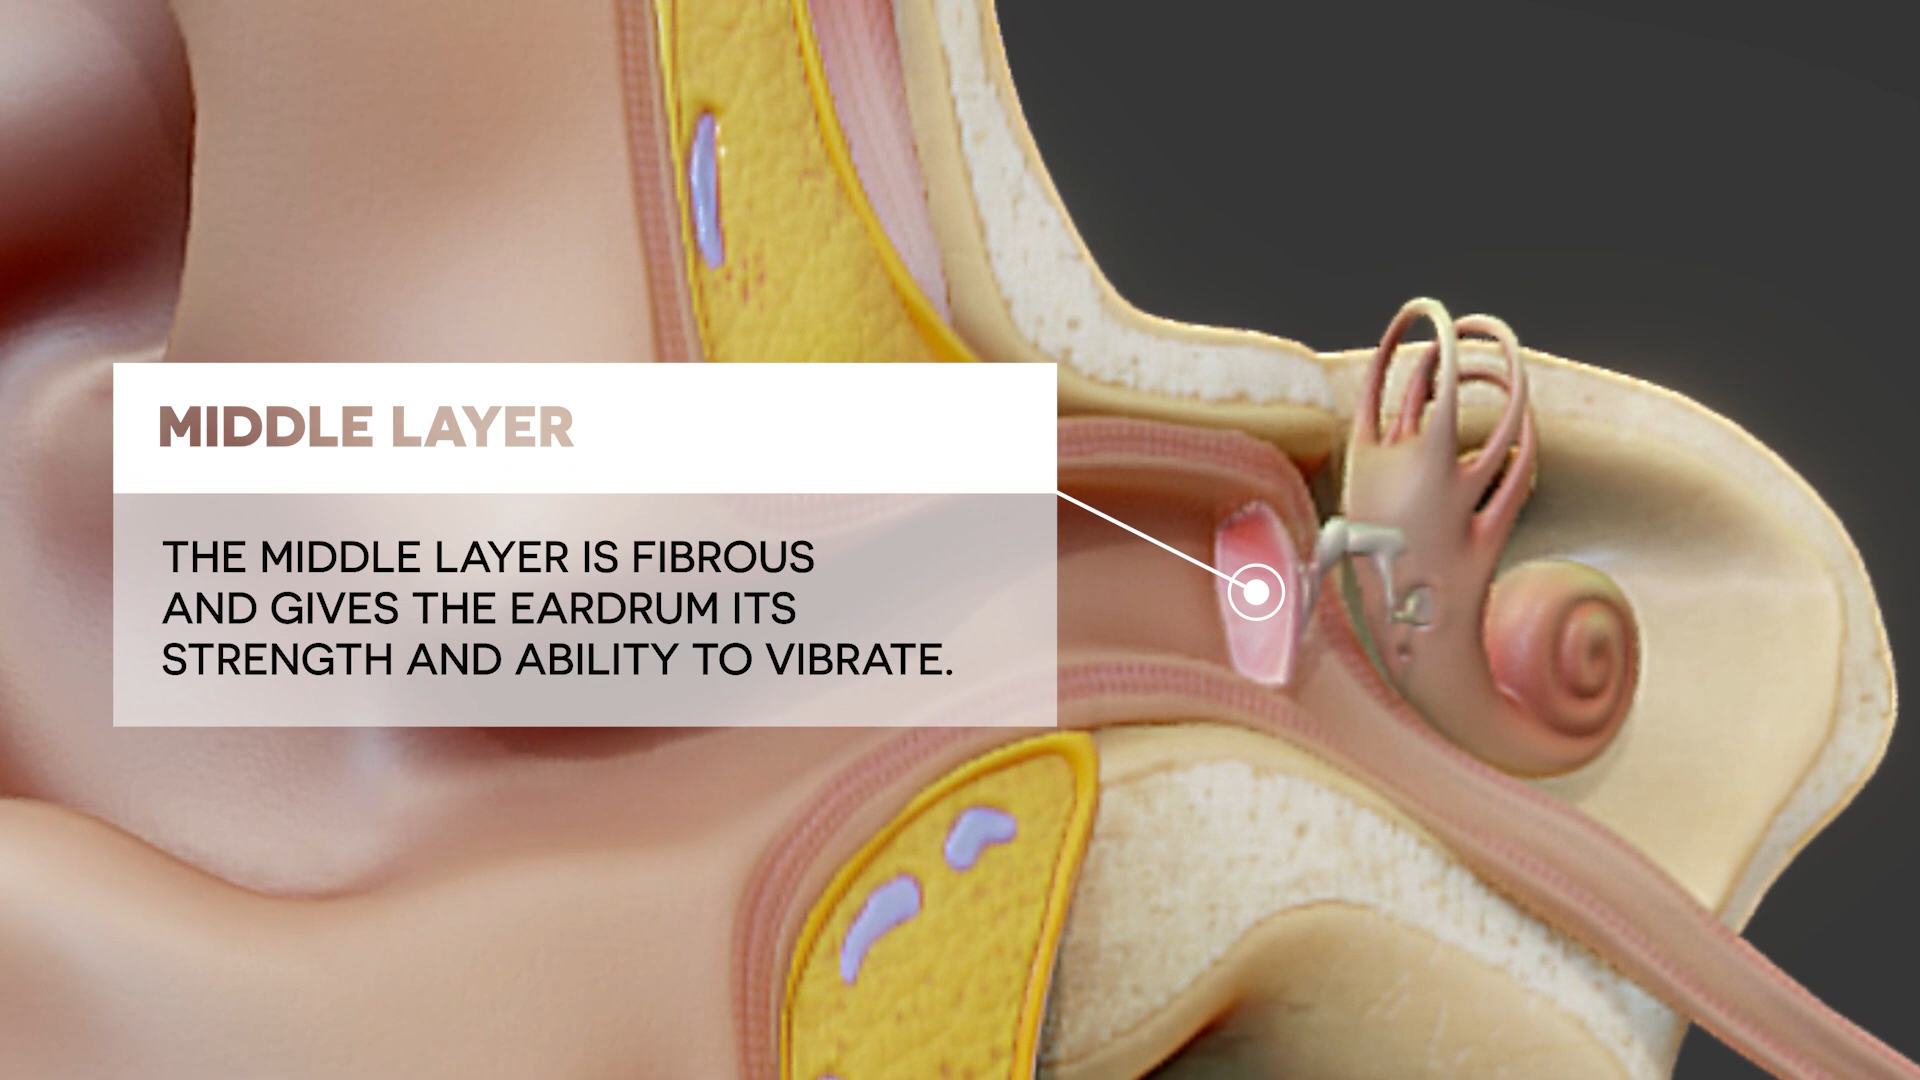 MIDDLE LAYER
THE MIDDLE LAYER IS FIBROUS
AND GIVES THE EARDRUM ITS
STRENGTH AND ABILITY TO VIBRATE.